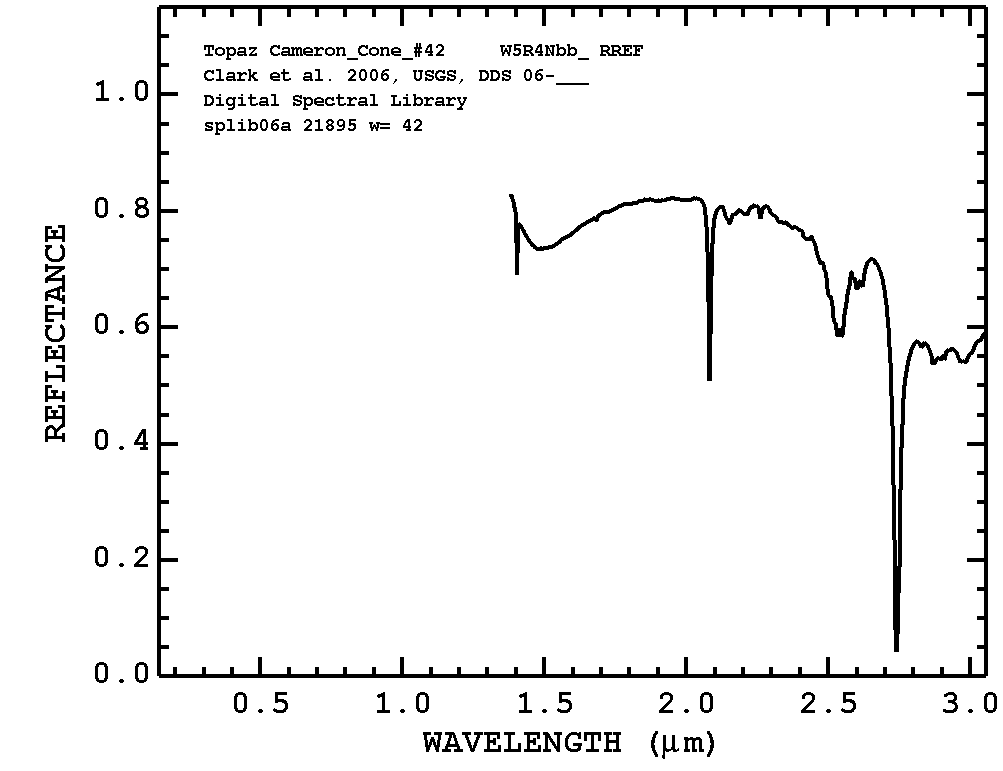 Topaz Cameron_Cone_#42 W5R4Nbb_ RREF
Clark et al. 2006, USGS, DDS 06-___
Digital Spectral Library
splib06a 21895 w= 42
1.0
0.8
0.6
0.4
0.2
0.0
REFLECTANCE
0.5 1.0 1.5 2.0 2.5 3.0
WAVELENGTH (μm)